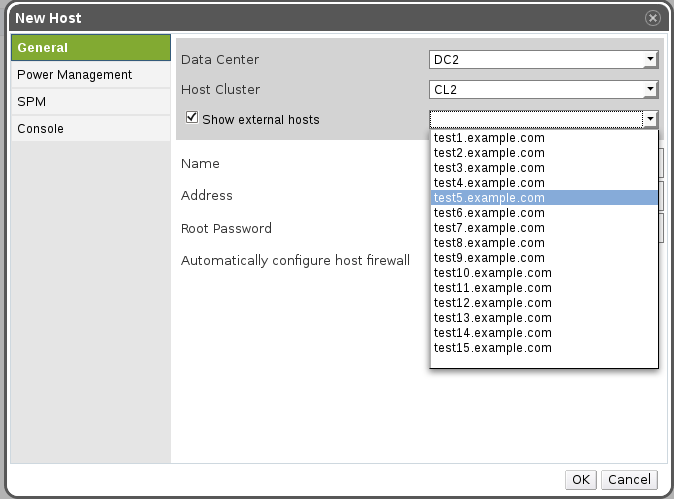 New Host
General
Power Management
SPM
Console
Data Center DC2
Host Cluster CL2
Show external hosts
Name
Address
Root Password
Automatically configure host firewall
test1.example.com
test2.example.com
test3.example.com
test4.example.com
test5.example.com
test6.example.com
test7.example.com
test8.example.com
test9.example.com
test10.example.com
test11.example.com
test12.example.com
test13.example.com
test14.example.com
test15.example.com
OK Cancel